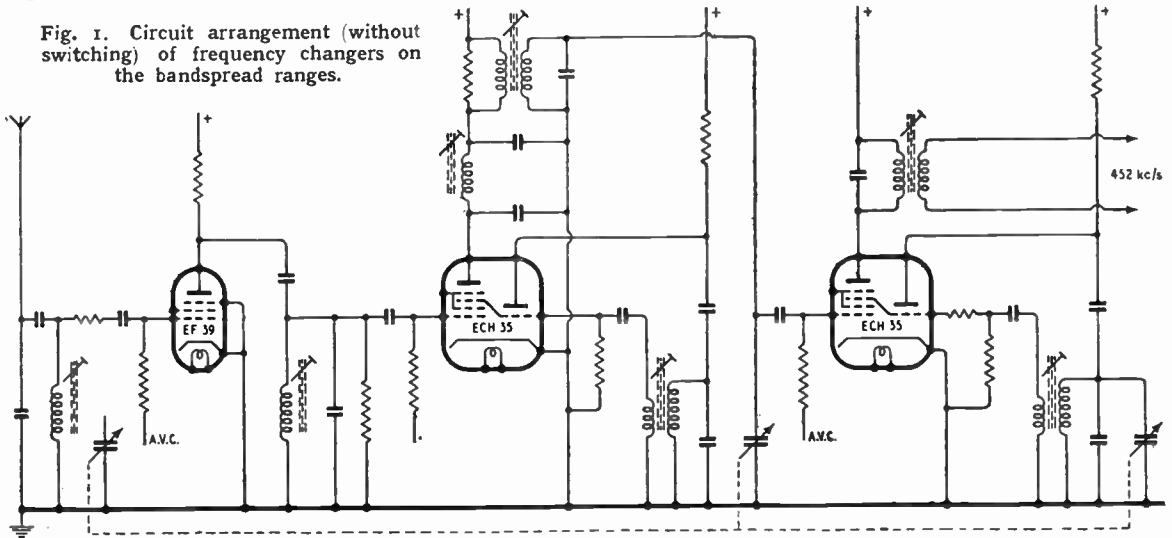 Fig. 1. Circuit arrangement (without
switching) of frequency changers on
the bandspread ranges.
+
+
+
+
+
452 kc/s
EF 39
ECH 35
ECH 35
A.V.C.
A.V.C.